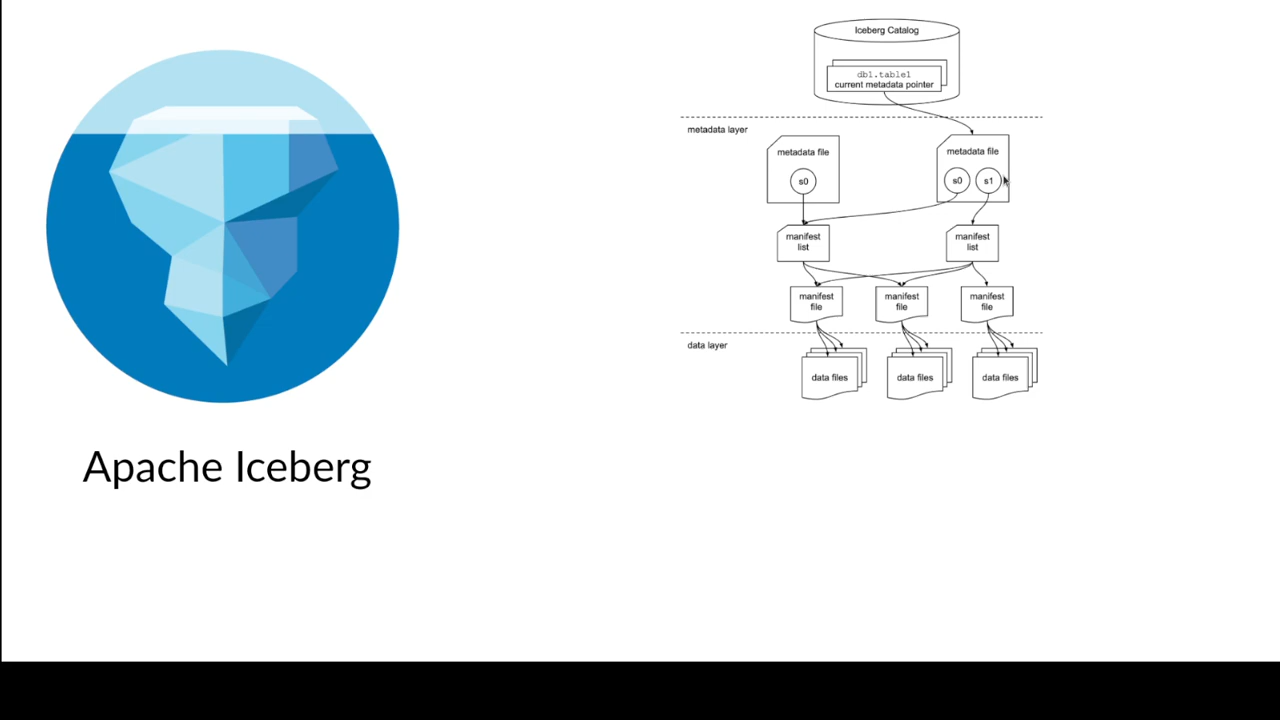 Iceberg Catalog
db1.table1
current metadata pointer
metadata layer
metadata file
s0
metadata file
s0
s1
manifest
list
manifest
list
manifest
file
manifest
file
manifest
file
data layer
data files
data files
data files
Apache Iceberg